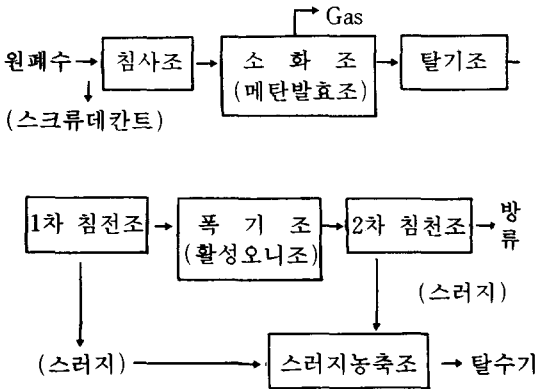 Gas
원폐수
침사조
소 화 조
(메탄발효조)
탈기조
(스크류데칸트)
1차 침전조
폭 기 조
(활성오니조)
2차 침천조
방
류
(스러지)
(스러지)
스러지농축조
탈수기